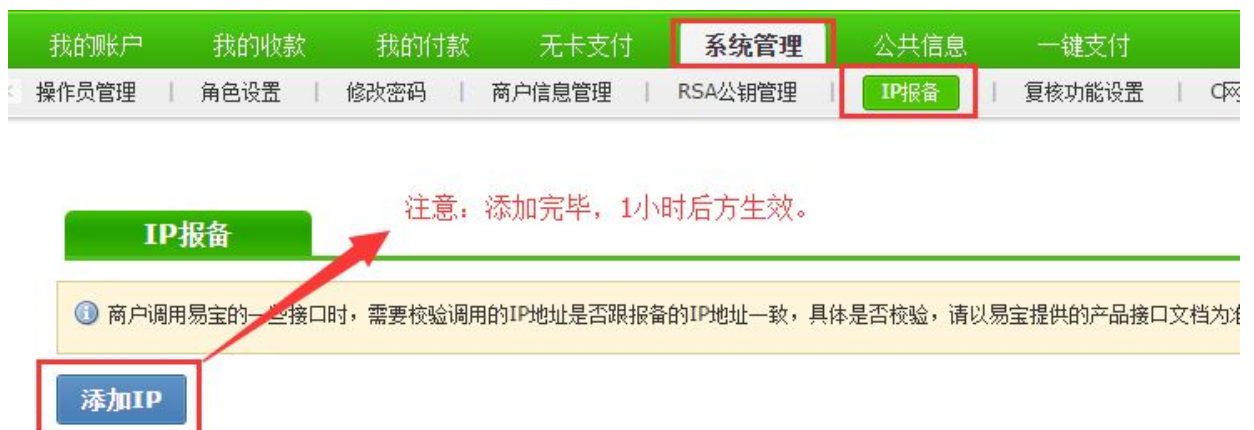 我的账户 我的收款 我的付款 无卡支付 系统管理 公共信息 一键支付
操作员管理 | 角色设置 | 修改密码 | 商户信息管理 | RSA公钥管理 | IP报备 | 复核功能设置 | C网
注意：添加完毕，1小时后方生效。
IP报备
商户调用易宝的一些接口时，需要校验调用的IP地址是否跟报备的IP地址一致，具体是否校验，请以易宝提供的产品接口文档为准
添加IP